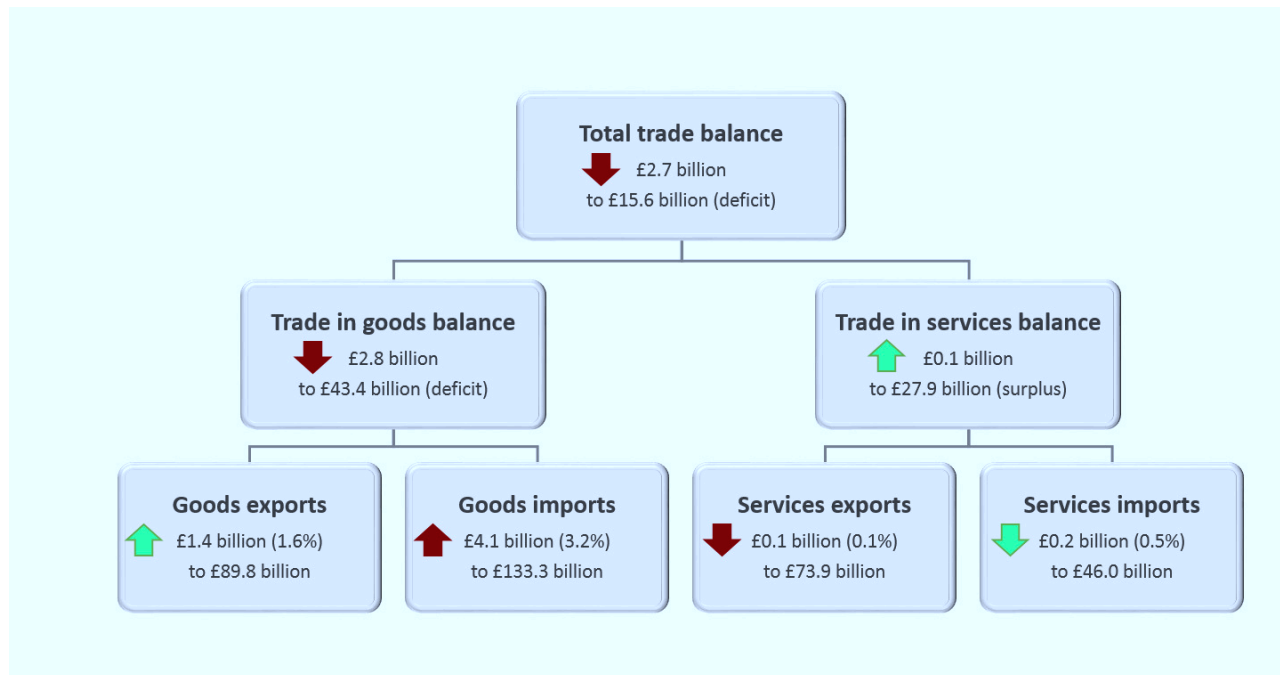 Total trade balance
£2.7 billion
to £15.6 billion (deficit)
Trade in goods balance
£2.8 billion
to £43.4 billion (deficit)
Trade in services balance
£0.1 billion
to £27.9 billion (surplus)
Goods exports
£1.4 billion (1.6%)
to £89.8 billion
Goods imports
£4.1 billion (3.2%)
to £133.3 billion
Services exports
£0.1 billion (0.1%)
to £73.9 billion
Services imports
£0.2 billion (0.5%)
to £46.0 billion